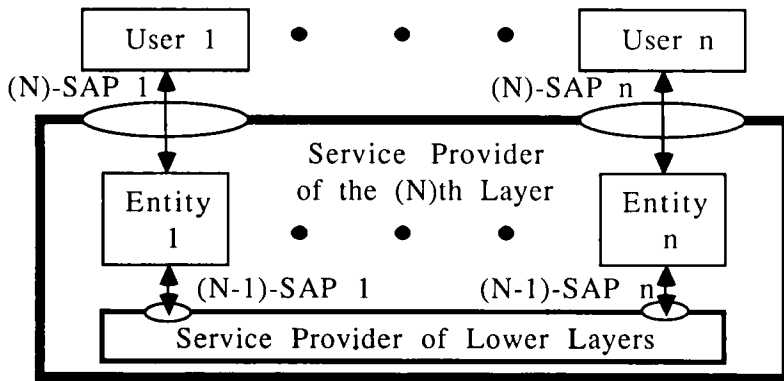 User 1
User n
(N)-SAP 1
(N)-SAP n
Service Provider
of the (N)th Layer
Entity
1
Entity
n
(N-1)-SAP 1
(N-1)-SAP n
Service Provider of Lower Layers